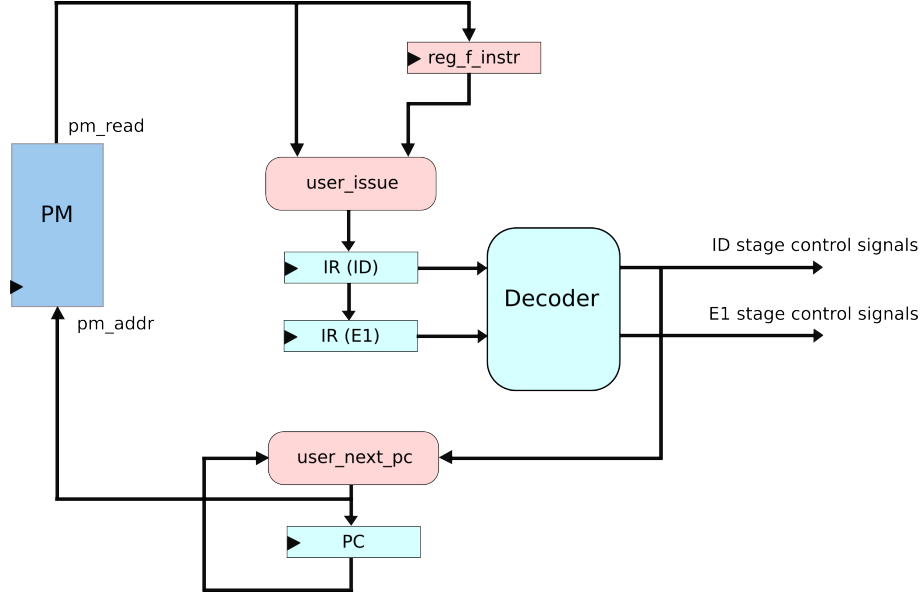 reg_f_instr
pm_read
user_issue
PM
ID stage control signals
IR (ID)
Decoder
E1 stage control signals
pm_addr
IR (E1)
user_next_pc
PC